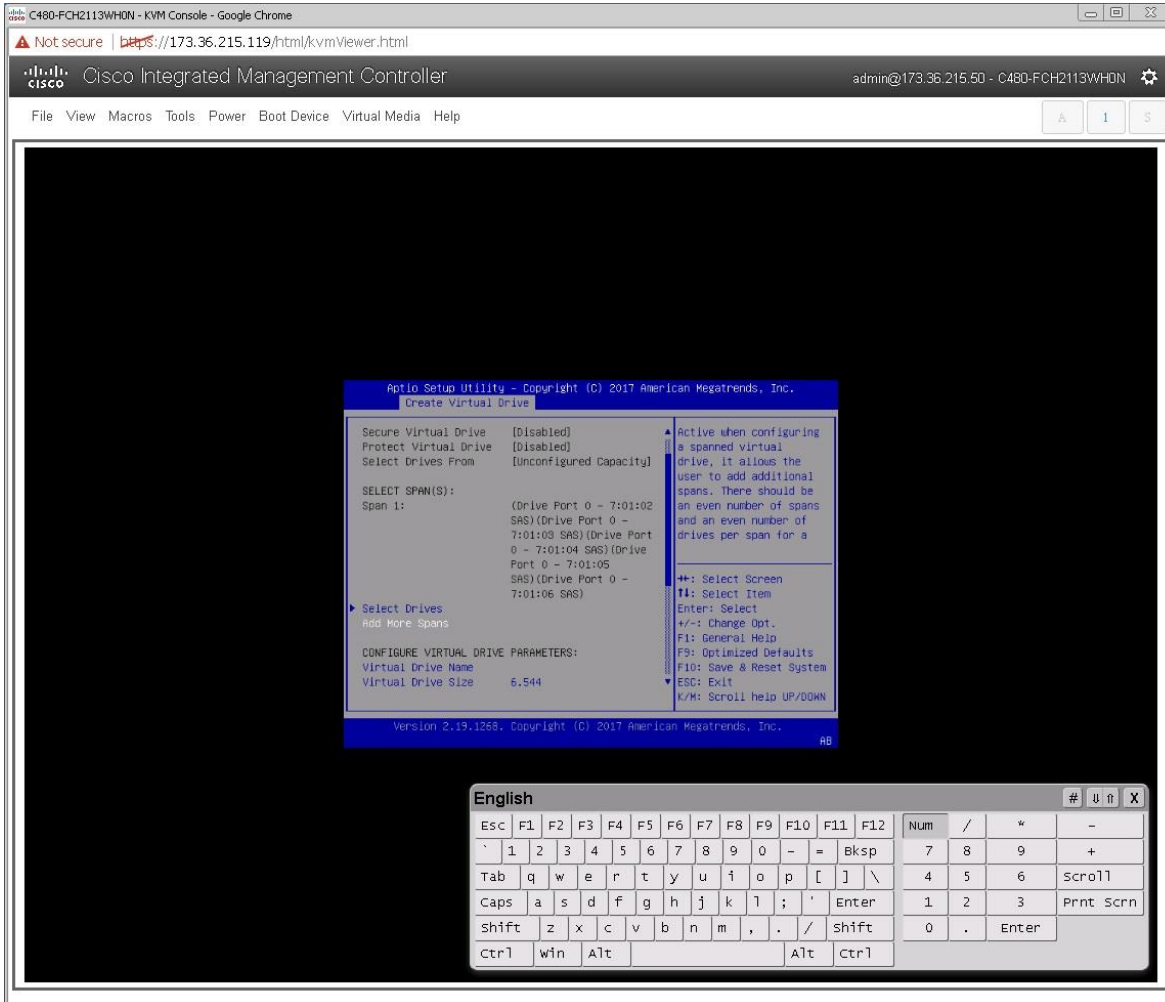 C480-FCH2113WH0N - KVM Console - Google Chrome
Not secure | https://173.36.215.119/html/kvmViewer.html
cisco Cisco Integrated Management Controller
admin@173.36.215.50 - C480-FCH2113WH0N
File View Macros Tools Power Boot Device Virtual Media Help
A 1 S
Aptio Setup Utility - Copyright (C) 2017 American Megatrends, Inc.
Create Virtual Drive
Secure Virtual Drive [Disabled]
Protect Virtual Drive [Disabled]
Select Drives From [Unconfigured Capacity]
SELECT SPAN(S):
Span 1: (Drive Port 0 - 7:01:02
SAS)(Drive Port 0 -
7:01:03 SAS)(Drive Port
0 - 7:01:04 SAS)(Drive
Port 0 - 7:01:05
SAS)(Drive Port 0 -
7:01:06 SAS)
Select Drives
Add More Spans
CONFIGURE VIRTUAL DRIVE PARAMETERS:
Virtual Drive Name
Virtual Drive Size 6.544
Active when configuring
a spanned virtual
drive, it allows the
user to add additional
spans. There should be
an even number of spans
and an even number of
drives per span for a
→←: Select Screen
↑↓: Select Item
Enter: Select
+/-: Change Opt.
F1: General Help
F9: Optimized Defaults
F10: Save & Reset System
ESC: Exit
K/M: Scroll help UP/DOWN
Version 2.19.1268. Copyright (C) 2017 American Megatrends, Inc.
AB
English # ⇓⇑ X
Esc F1 F2 F3 F4 F5 F6 F7 F8 F9 F10 F11 F12 Num / * -
` 1 2 3 4 5 6 7 8 9 0 - = Bksp 7 8 9 +
Tab q w e r t y u i o p [ ] \ 4 5 6 Scroll
Caps a s d f g h j k l ; ' Enter 1 2 3 Prnt Scrn
Shift z x c v b n m , . / Shift 0 . Enter
Ctrl Win Alt Alt Ctrl